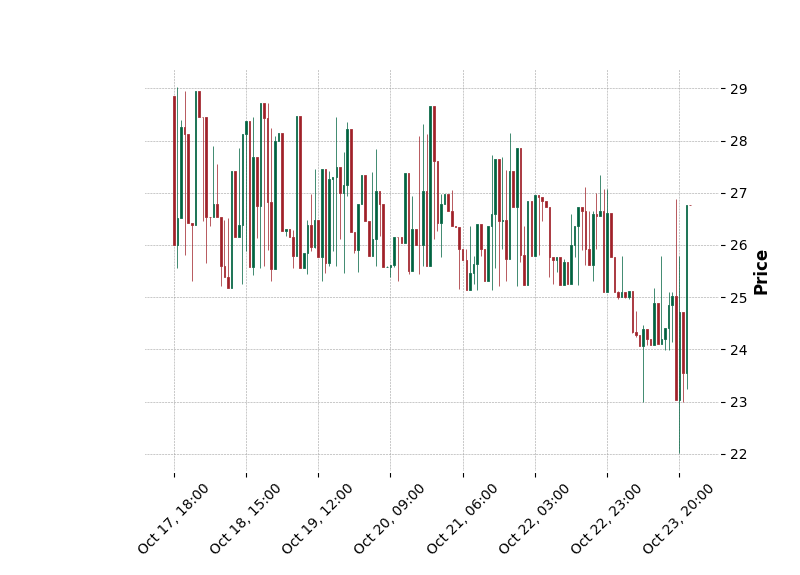 29
28
27
26
25
24
23
22
Price
Oct 17, 18:00
Oct 18, 15:00
Oct 19, 12:00
Oct 20, 09:00
Oct 21, 06:00
Oct 22, 03:00
Oct 22, 23:00
Oct 23, 20:00